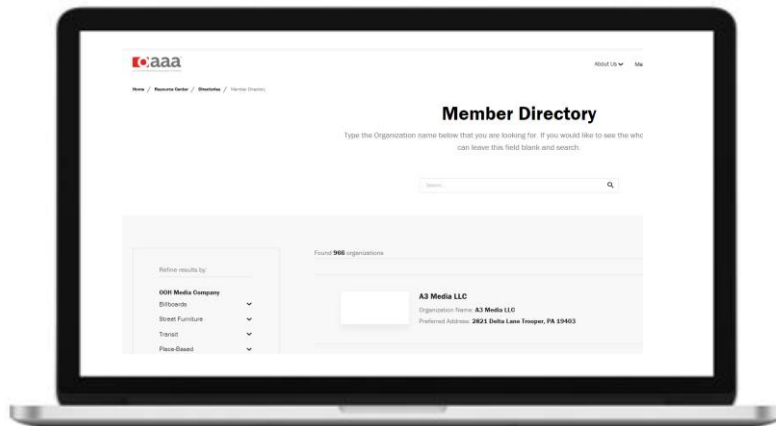 oaaa
About Us
Me
Home / Resource Center / Directories / Member Directory
Member Directory
Type the Organization name below that you are looking for. If you would like to see the who
can leave this field blank and search.
Search...
Found 966 organizations
Refine results by:
OOH Media Company
Billboards
Street Furniture
Transit
Place-Based
A3 Media LLC
Organization Name: A3 Media LLC
Preferred Address: 2821 Delta Lane Trooper, PA 19403